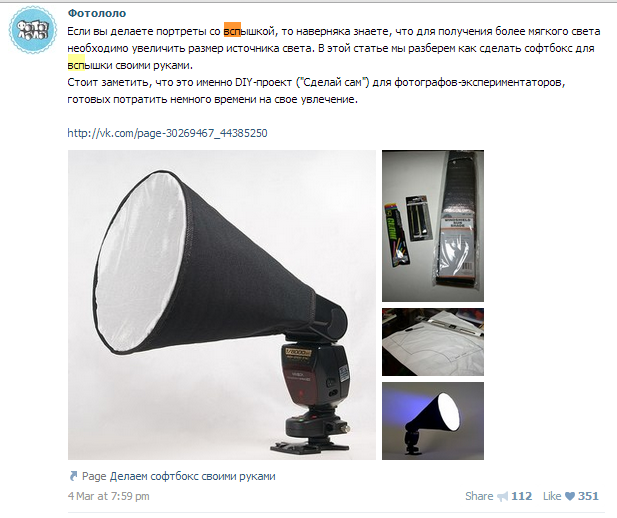 Фотололо
Если вы делаете портреты со вспышкой, то наверняка знаете, что для получения более мягкого света
необходимо увеличить размер источника света. В этой статье мы разберем как сделать софтбокс для
вспышки своими руками.
Стоит заметить, что это именно DIY-проект ("Сделай сам") для фотографов-экспериментаторов,
готовых потратить немного времени на свое увлечение.
http://vk.com/page-30269467_44385250
Page Делаем софтбокс своими руками
4 Mar at 7:59 pm Share 112 Like 351